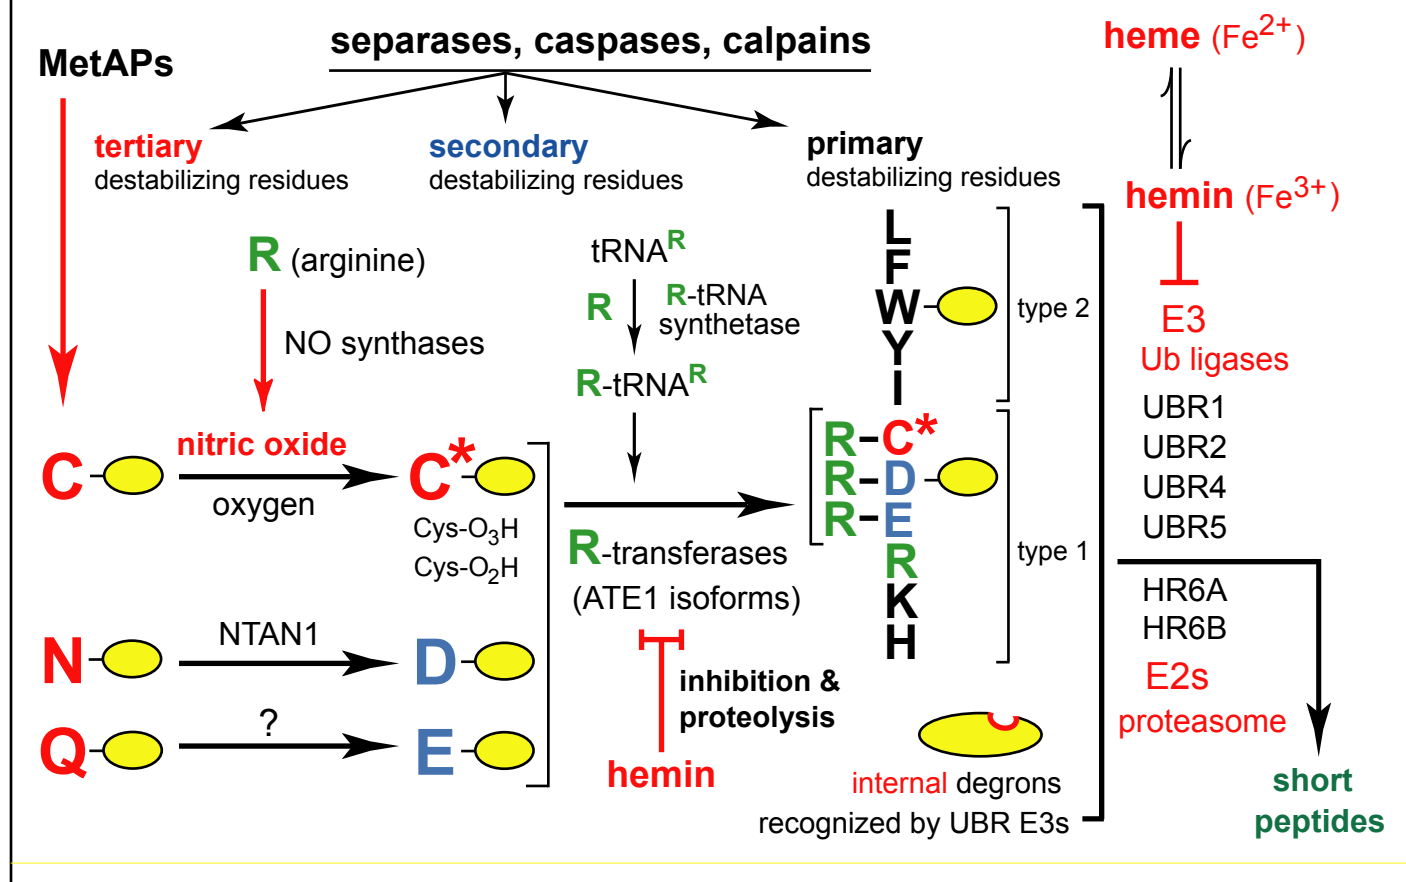 MetAPs
separases, caspases, calpains
heme (Fe2+)
tertiary
destabilizing residues
secondary
destabilizing residues
primary
destabilizing residues
hemin (Fe3+)
R (arginine)
NO synthases
nitric oxide
oxygen
C
C*
Cys-O3H
Cys-O2H
N
NTAN1
D
Q
?
E
tRNAR
R
R-tRNA
synthetase
R-tRNAR
R-transferases
(ATE1 isoforms)
inhibition &
proteolysis
hemin
L
F
W
Y
I
type 2
R-C*
R-D
R-E
R
K
H
type 1
internal degrons
recognized by UBR E3s
E3
Ub ligases
UBR1
UBR2
UBR4
UBR5
HR6A
HR6B
E2s
proteasome
short
peptides